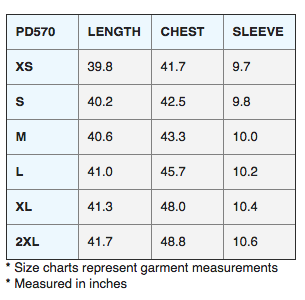 PD570 LENGTH CHEST SLEEVE
XS 39.8 41.7 9.7
S 40.2 42.5 9.8
M 40.6 43.3 10.0
L 41.0 45.7 10.2
XL 41.3 48.0 10.4
2XL 41.7 48.8 10.6
* Size charts represent garment measurements
* Measured in inches